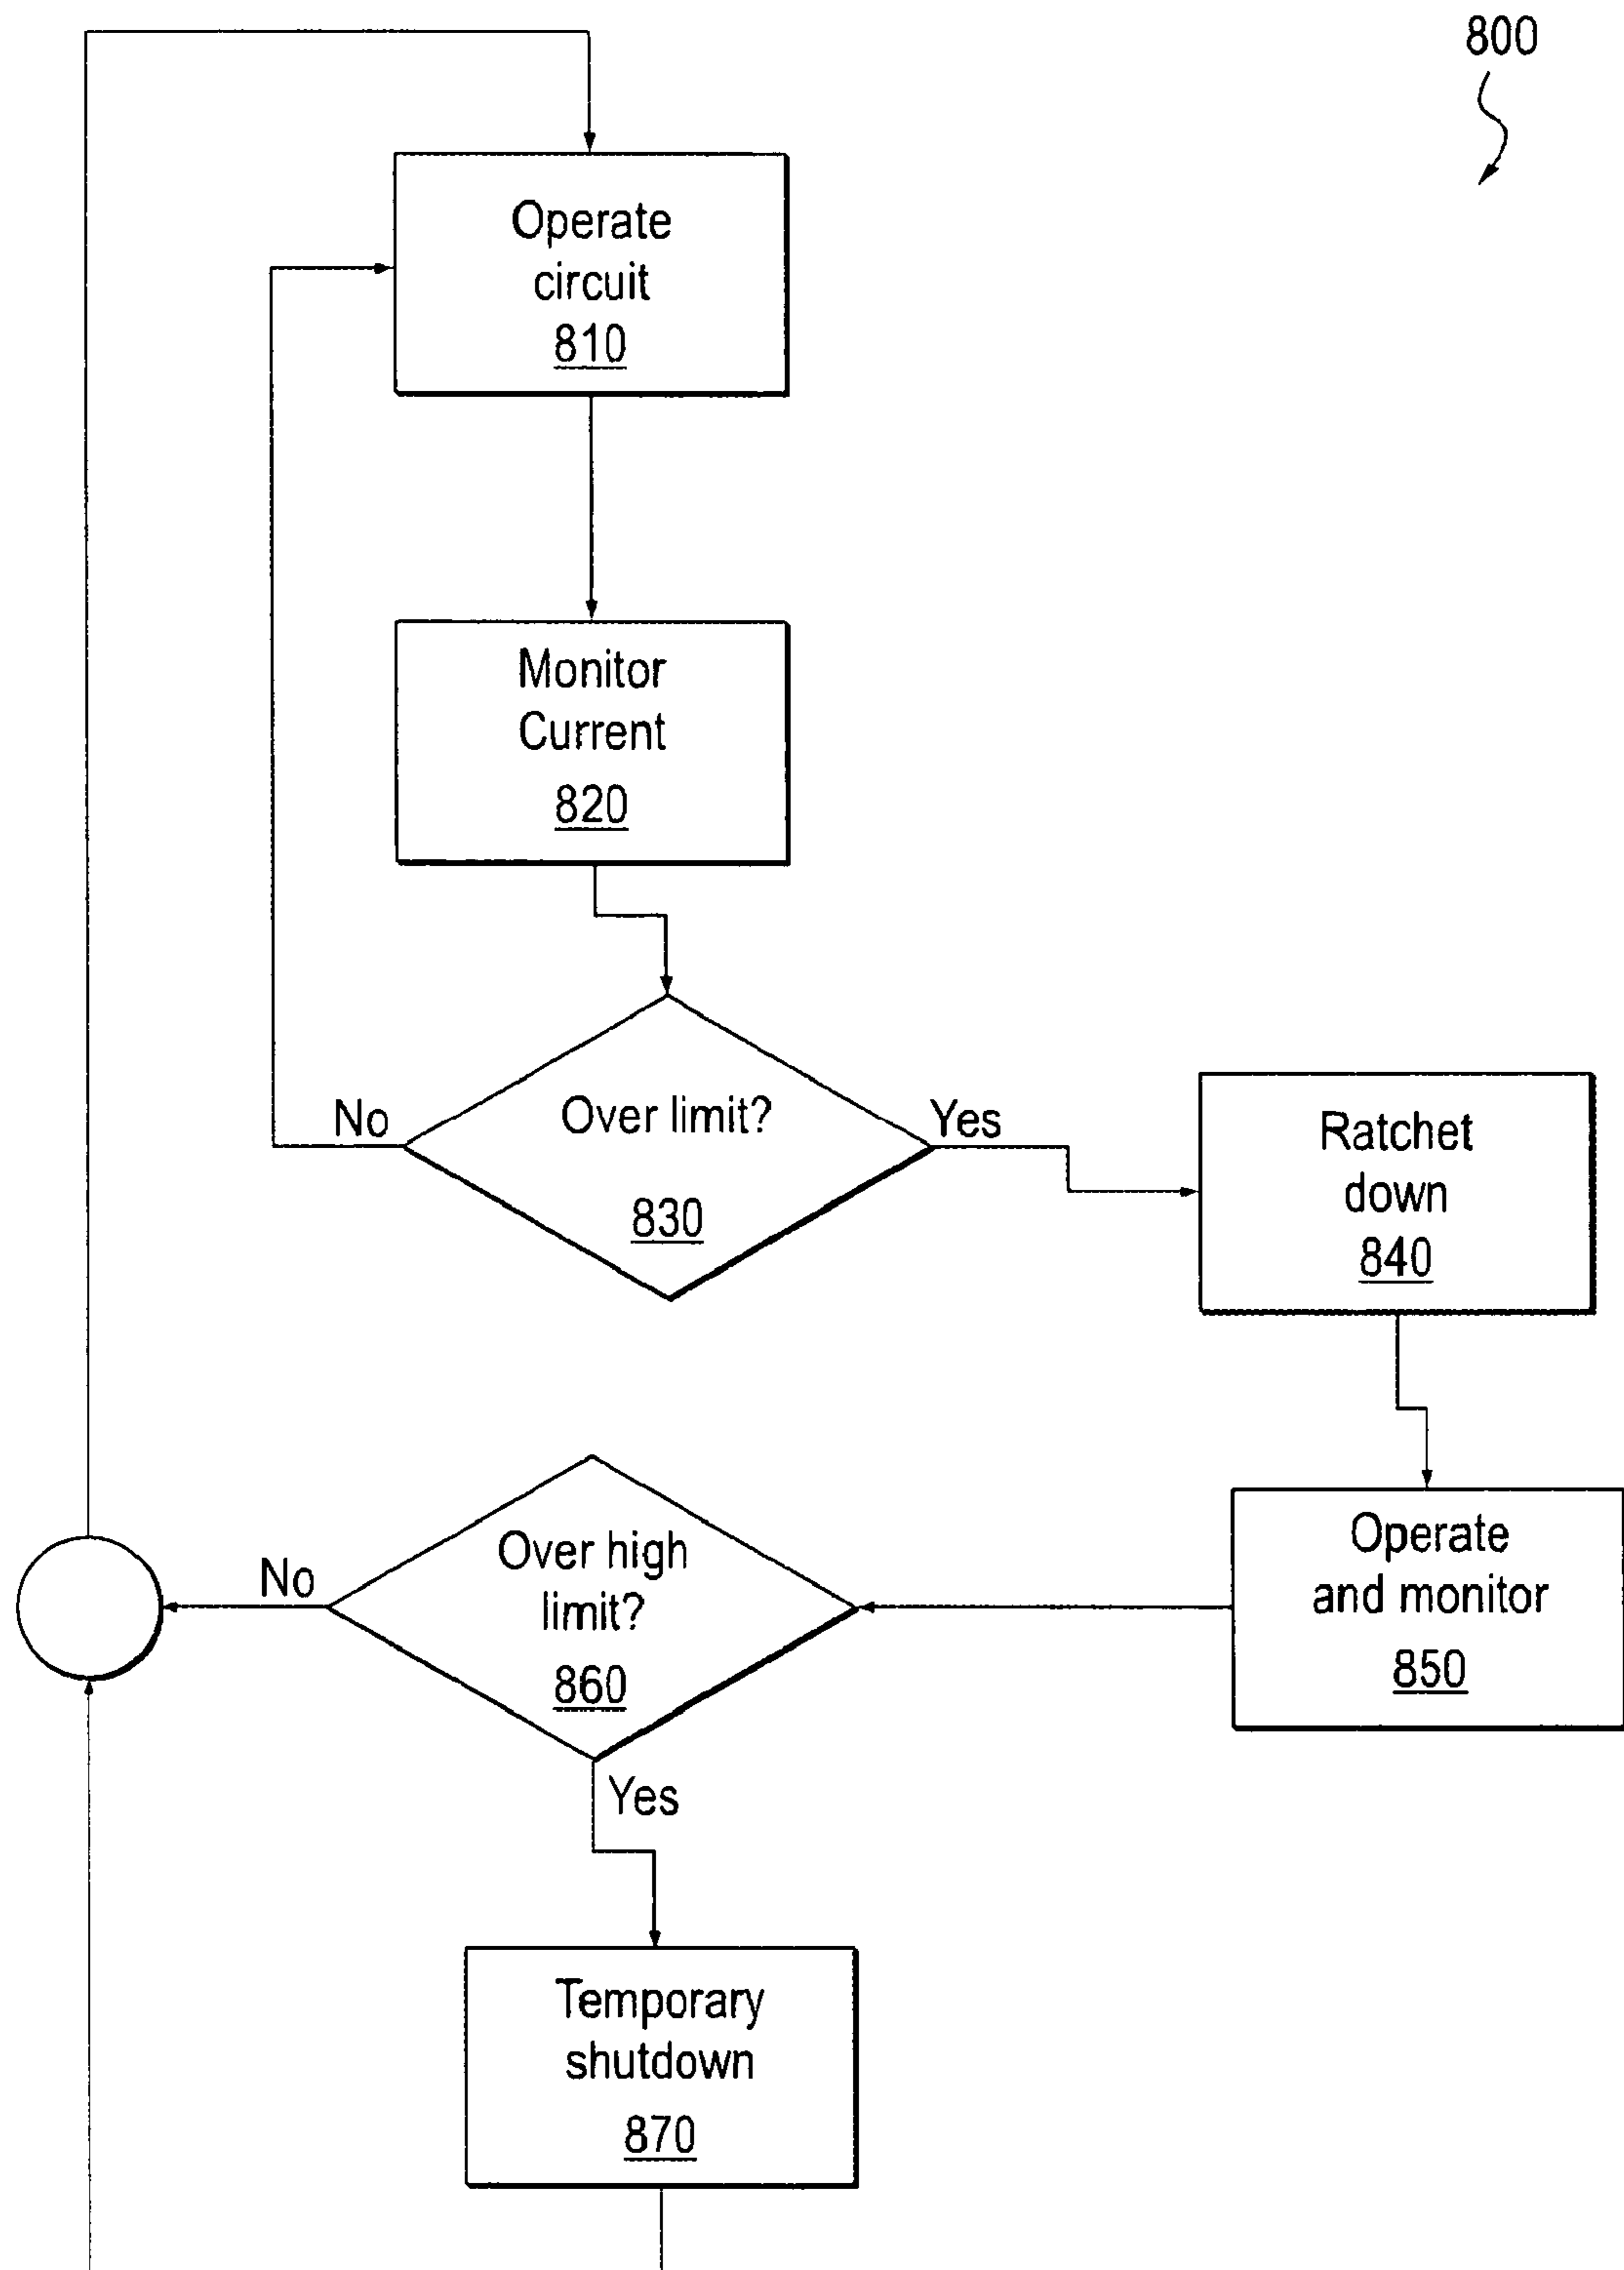 800
Operate
circuit
810
Monitor
Current
820
Over limit?
830
No
Yes
Ratchet
down
840
Operate
and monitor
850
Over high
limit?
860
No
Yes
Temporary
shutdown
870